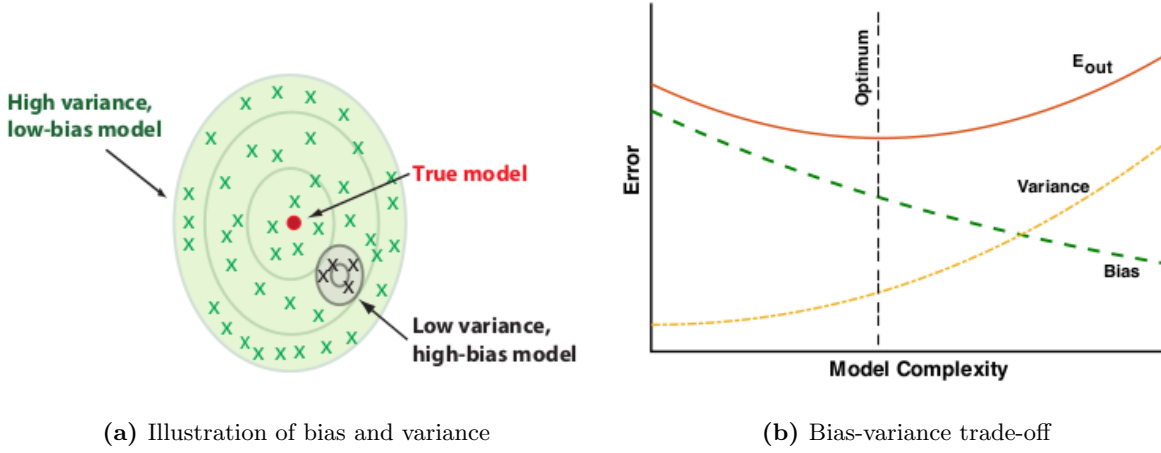 High variance,
low-bias model
True model
Low variance,
high-bias model
(a) Illustration of bias and variance
Error
Optimum
E_out
Variance
Bias
Model Complexity
(b) Bias-variance trade-off